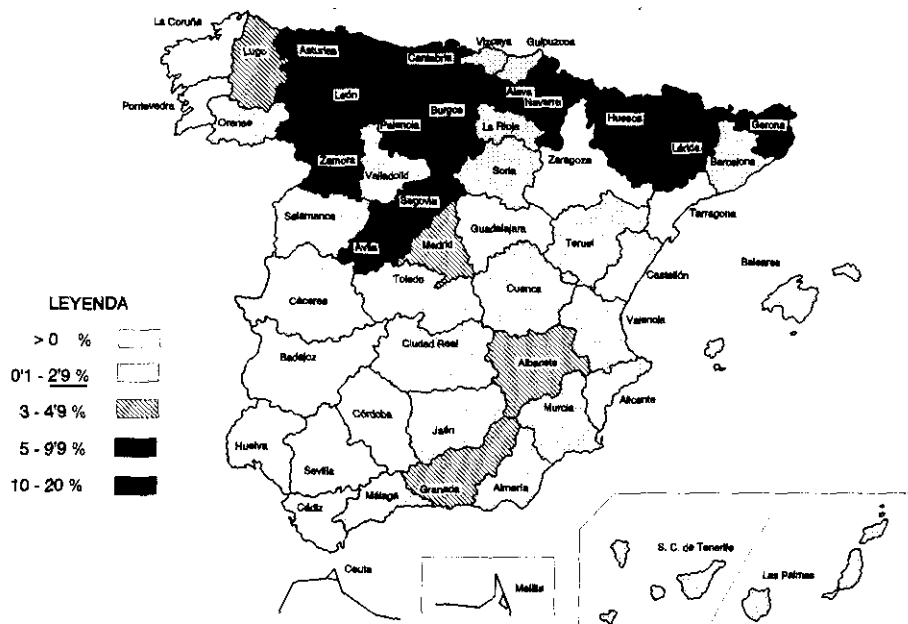 La Coruña
Lugo
Asturias
Cantabria
Vizcaya
Guipuzcoa
Pontevedra
Orense
León
Palencia
Burgos
Alava
Navarra
La Rioja
Huesca
Lérida
Gerona
Barcelona
Zamora
Valladolid
Soria
Zaragoza
Tarragona
Segovia
Salamanca
Avila
Madrid
Guadalajara
Teruel
Castellón
Baleares
Cáceres
Toledo
Cuenca
Valencia
LEYENDA
> 0 %
0'1 - 2'9 %
3 - 4'9 %
5 - 9'9 %
10 - 20 %
Badajoz
Ciudad Real
Albacete
Alicante
Murcia
Córdoba
Jaén
Huelva
Sevilla
Granada
Almería
Málaga
Cádiz
Ceuta
Melilla
S. C. de Tenerife
Las Palmas